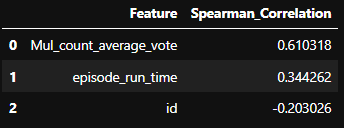 Feature Spearman_Correlation
0 Mul_count_average_vote 0.610318
1 episode_run_time 0.344262
2 id -0.203026